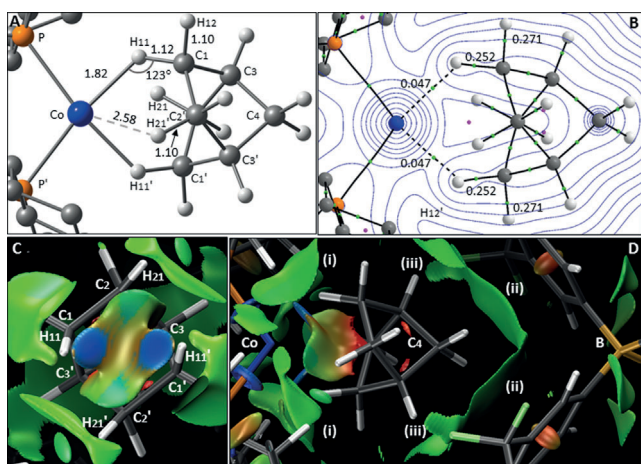 A
P
H11
H12
1.12
1.10
C1
C3
1.82
123°
H21
Co
2.58
C2'
C4
H21'
1.10
C3'
P'
H11'
C1'
B
0.271
0.252
0.047
0.047
0.252
0.271
H12'
C
C2
H21
C1
H11
C3
H11'
C3'
C1'
H21'
C2'
D
(i)
(iii)
(ii)
Co
C4
B
(ii)
(i)
(iii)